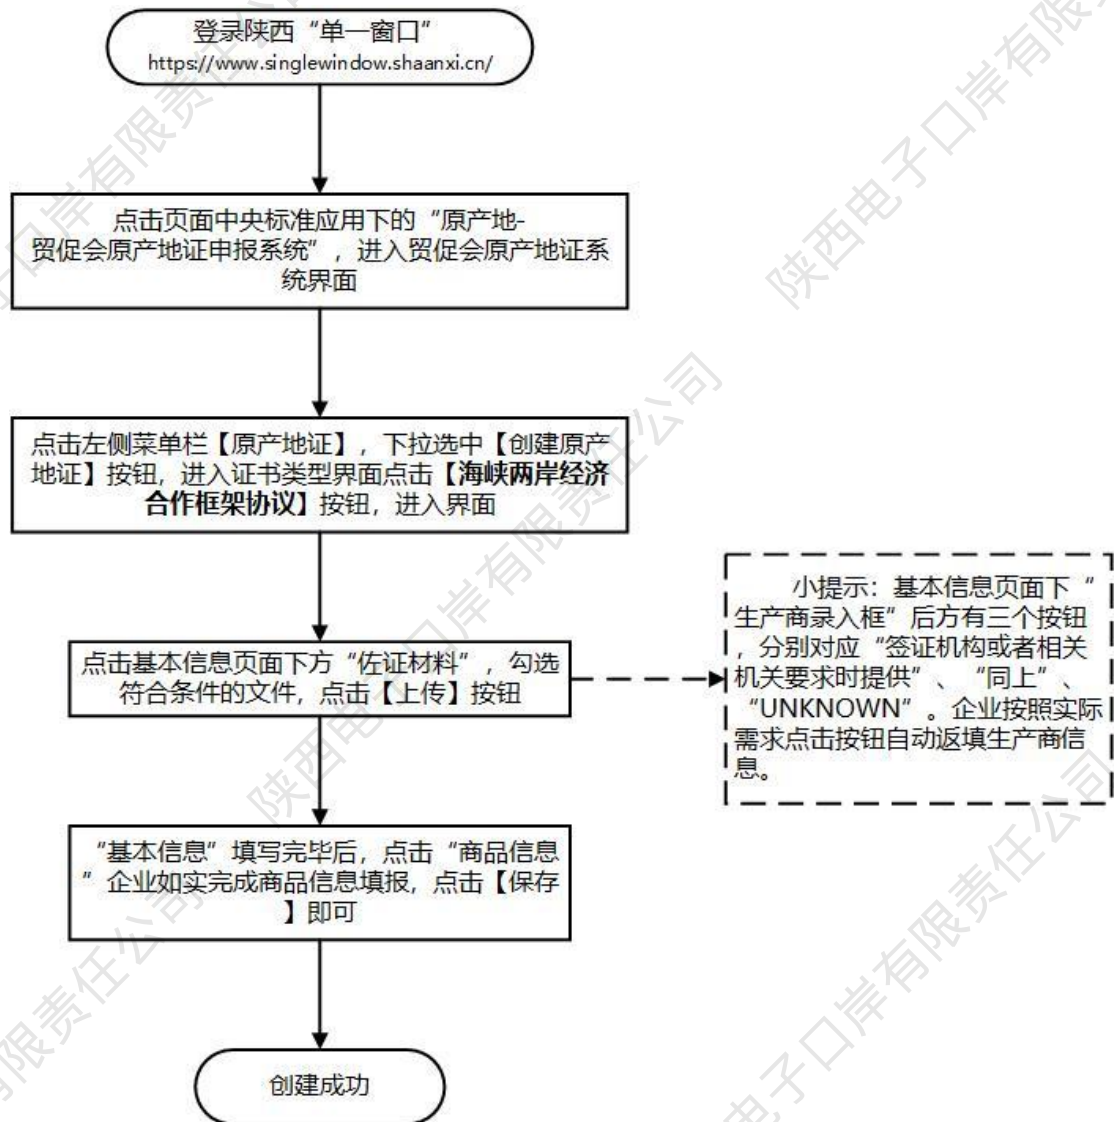 登录陕西“单一窗口”
https://www.singlewindow.shaanxi.cn/
点击页面中央标准应用下的“原产地-
贸促会原产地证申报系统”，进入贸促会原产地证系
统界面
点击左侧菜单栏【原产地证】，下拉选中【创建原产
地证】按钮，进入证书类型界面点击【海峡两岸经济
合作框架协议】按钮，进入界面
点击基本信息页面下方“佐证材料”，勾选
符合条件的文件，点击【上传】按钮
小提示：基本信息页面下“
生产商录入框”后方有三个按钮
，分别对应“签证机构或者相关
机关要求时提供”、“同上”、
“UNKNOWN”。企业按照实际
需求点击按钮自动返填生产商信
息。
“基本信息”填写完毕后，点击“商品信息
”企业如实完成商品信息填报，点击【保存
】即可
创建成功
陕西电子口岸有限责任公司